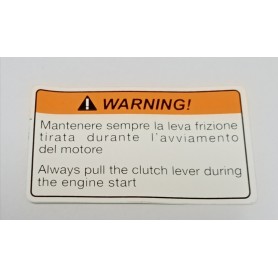 WARNING!
Mantenere sempre la leva frizione
tirata durante l'avviamento
del motore
Always pull the clutch lever during
the engine start